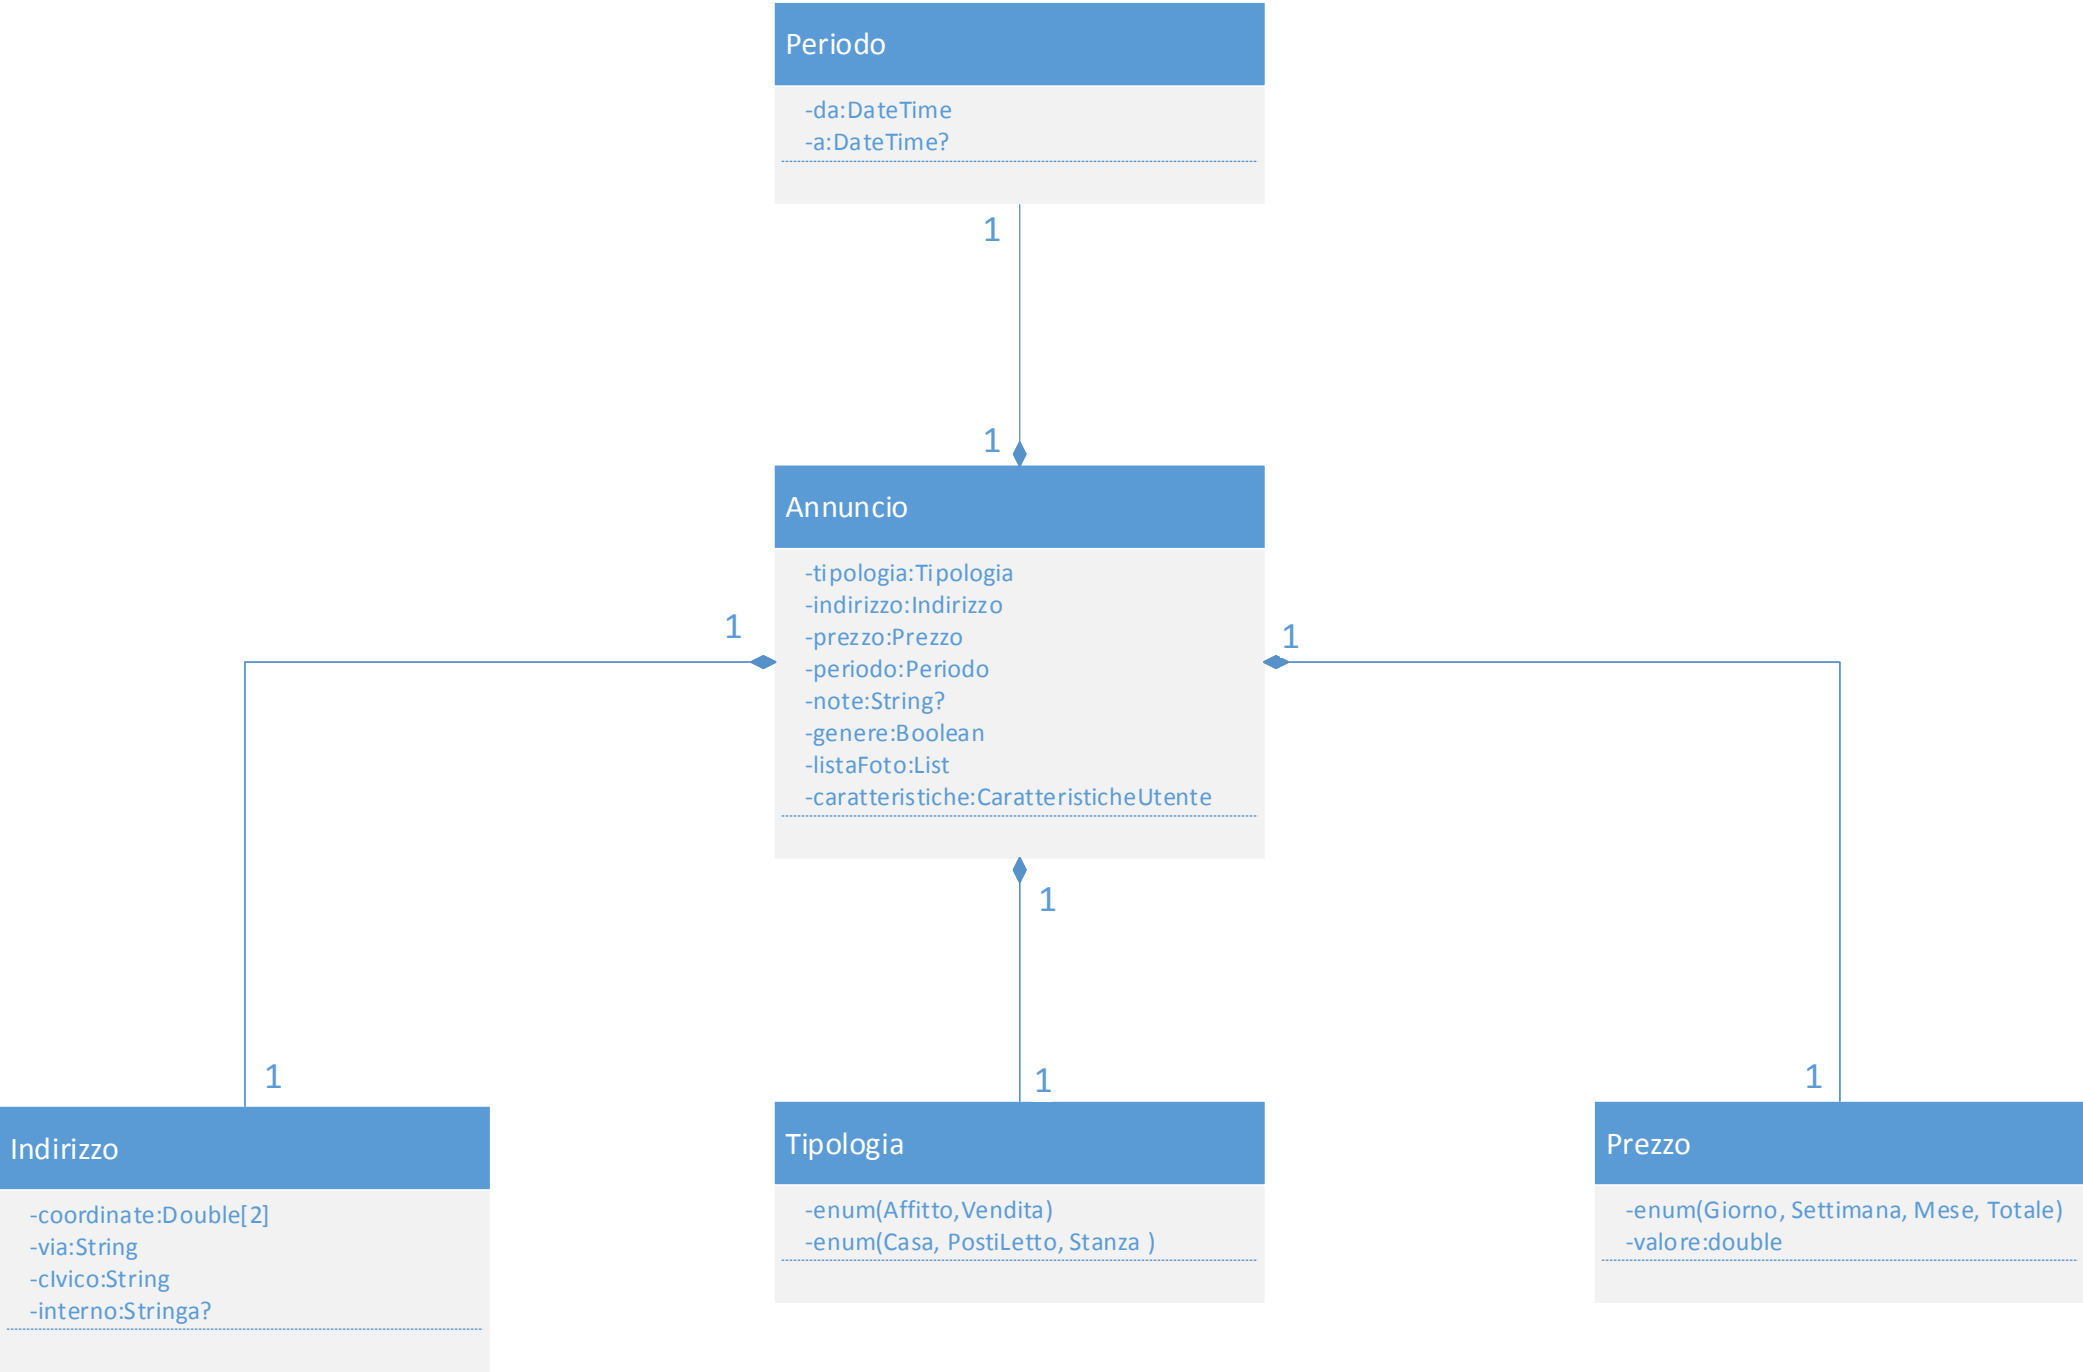 Periodo
-da:DateTime
-a:DateTime?
1
1
Annuncio
-tipologia:Tipologia
-indirizzo:Indirizzo
-prezzo:Prezzo
-periodo:Periodo
-note:String?
-genere:Boolean
-listaFoto:List
-caratteristiche:CaratteristicheUtente
1
1
1
1
1
1
Indirizzo
-coordinate:Double[2]
-via:String
-cIvico:String
-interno:Stringa?
Tipologia
-enum(Affitto,Vendita)
-enum(Casa, PostiLetto, Stanza )
Prezzo
-enum(Giorno, Settimana, Mese, Totale)
-valore:double